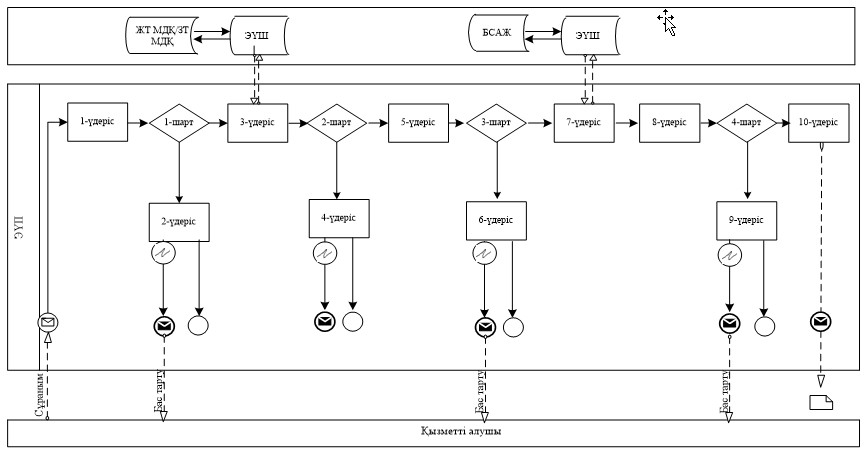 ЖТ МДҚ/ЗТ
МДҚ
ЭҮШ
БСАЖ
ЭҮШ
1-үдеріс
1-шарт
3-үдеріс
2-шарт
5-үдеріс
3-шарт
7-үдеріс
8-үдеріс
4-шарт
10-үдеріс
2-үдеріс
4-үдеріс
6-үдеріс
9-үдеріс
ЭҮП
Сұраным
Бас тарту
Бас тарту
Бас тарту
Қызметті алушы